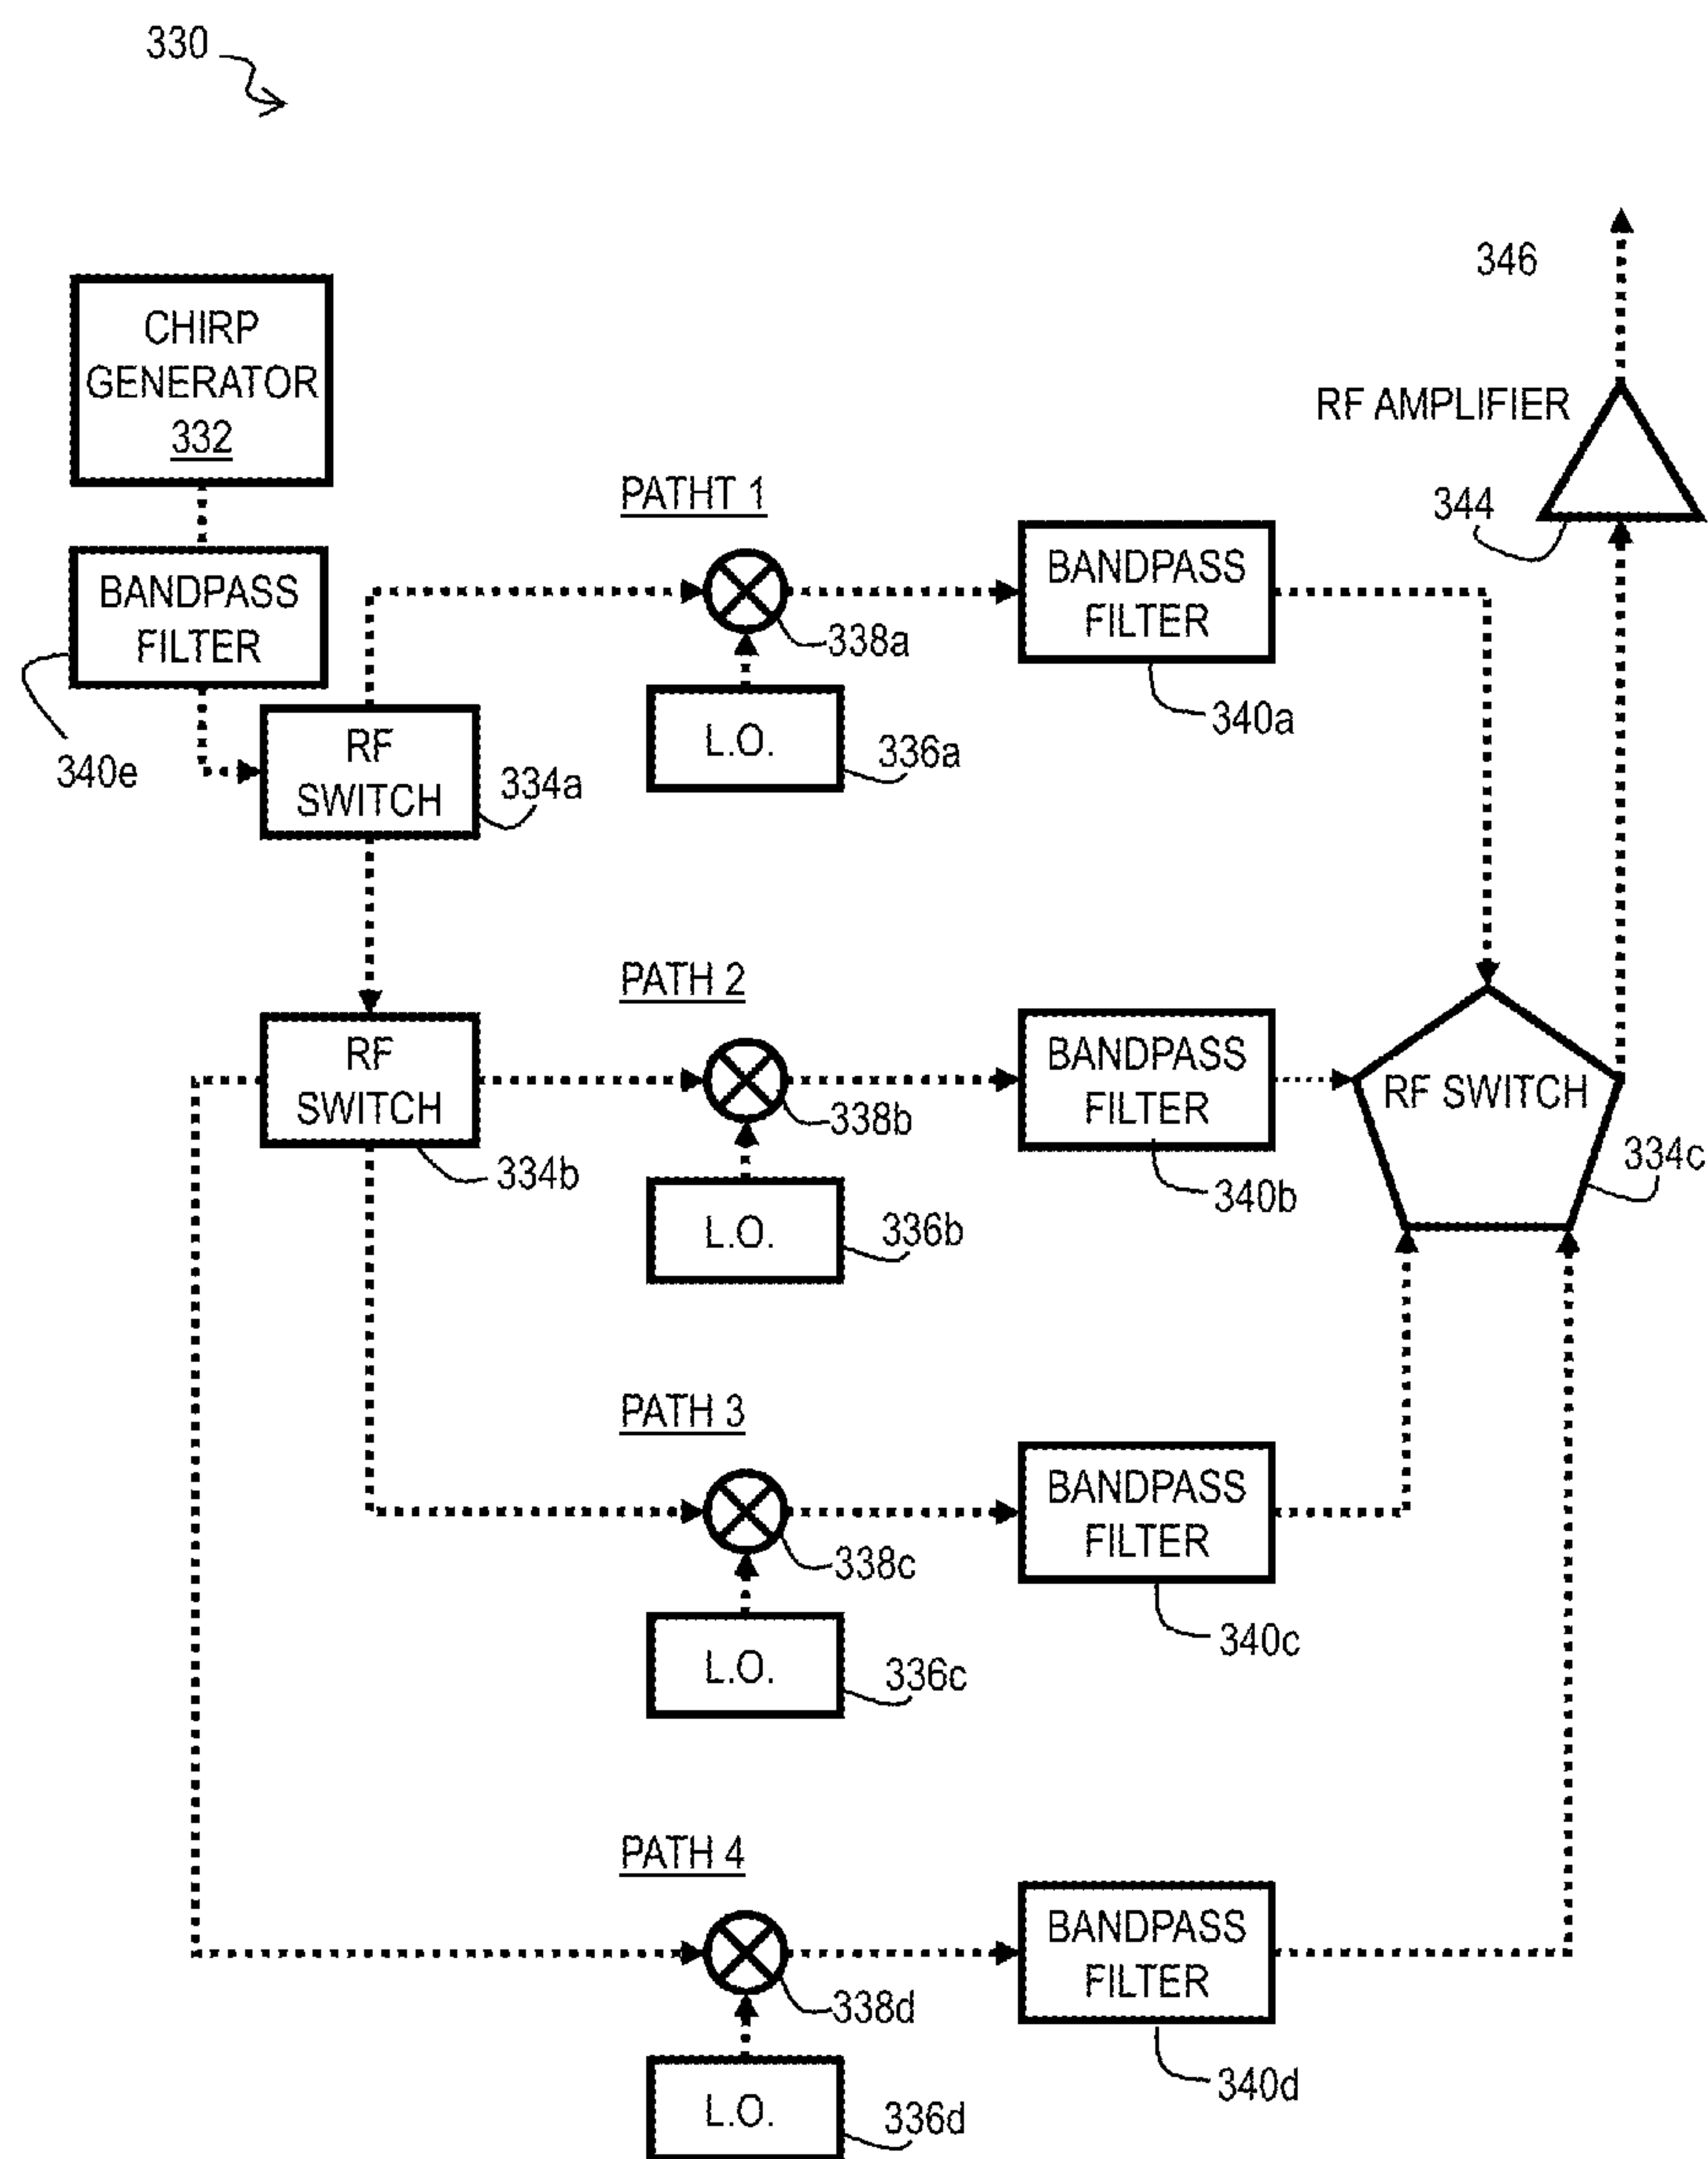 330
346
CHIRP
GENERATOR
332
RF AMPLIFIER
344
PATHT 1
BANDPASS
FILTER
340e
338a
BANDPASS
FILTER
340a
RF
SWITCH
334a
L.O.
336a
PATH 2
RF
SWITCH
334b
338b
BANDPASS
FILTER
340b
RF SWITCH
334c
L.O.
336b
PATH 3
338c
BANDPASS
FILTER
340c
L.O.
336c
PATH 4
338d
BANDPASS
FILTER
340d
L.O.
336d